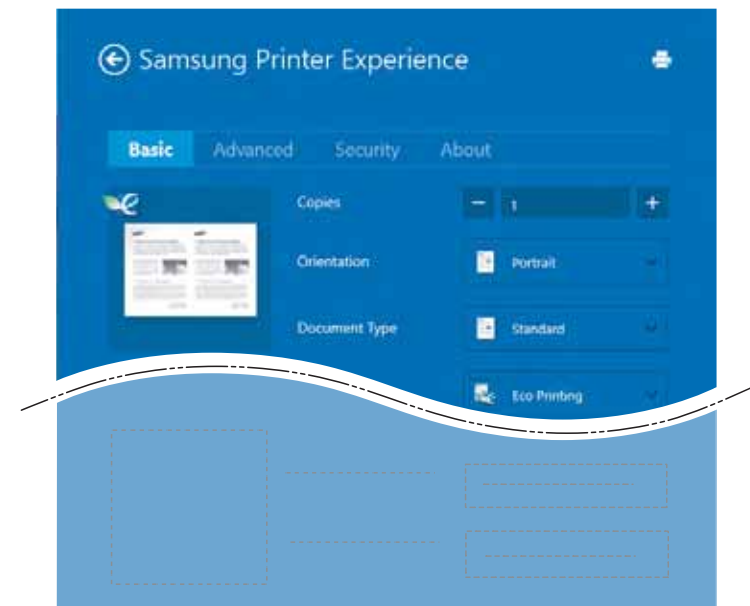 Samsung Printer Experience
Basic Advanced Security About
Copies 1
Orientation Portrait
Document Type Standard
Eco Printing